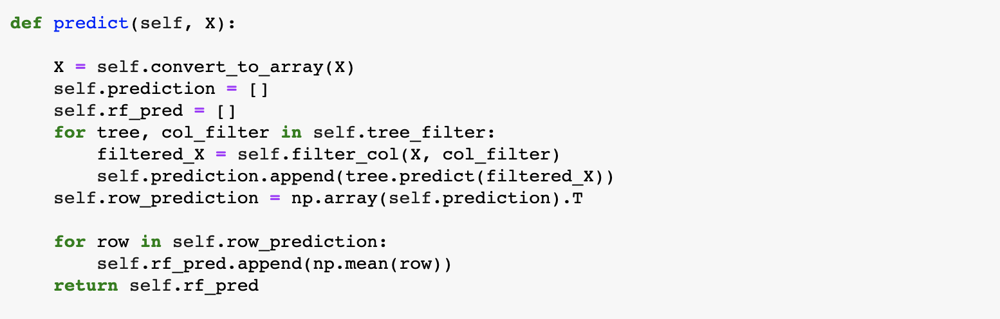 def predict(self, X):
    X = self.convert_to_array(X)
    self.prediction = []
    self.rf_pred = []
    for tree, col_filter in self.tree_filter:
        filtered_X = self.filter_col(X, col_filter)
        self.prediction.append(tree.predict(filtered_X))
    self.row_prediction = np.array(self.prediction).T
    for row in self.row_prediction:
        self.rf_pred.append(np.mean(row))
    return self.rf_pred